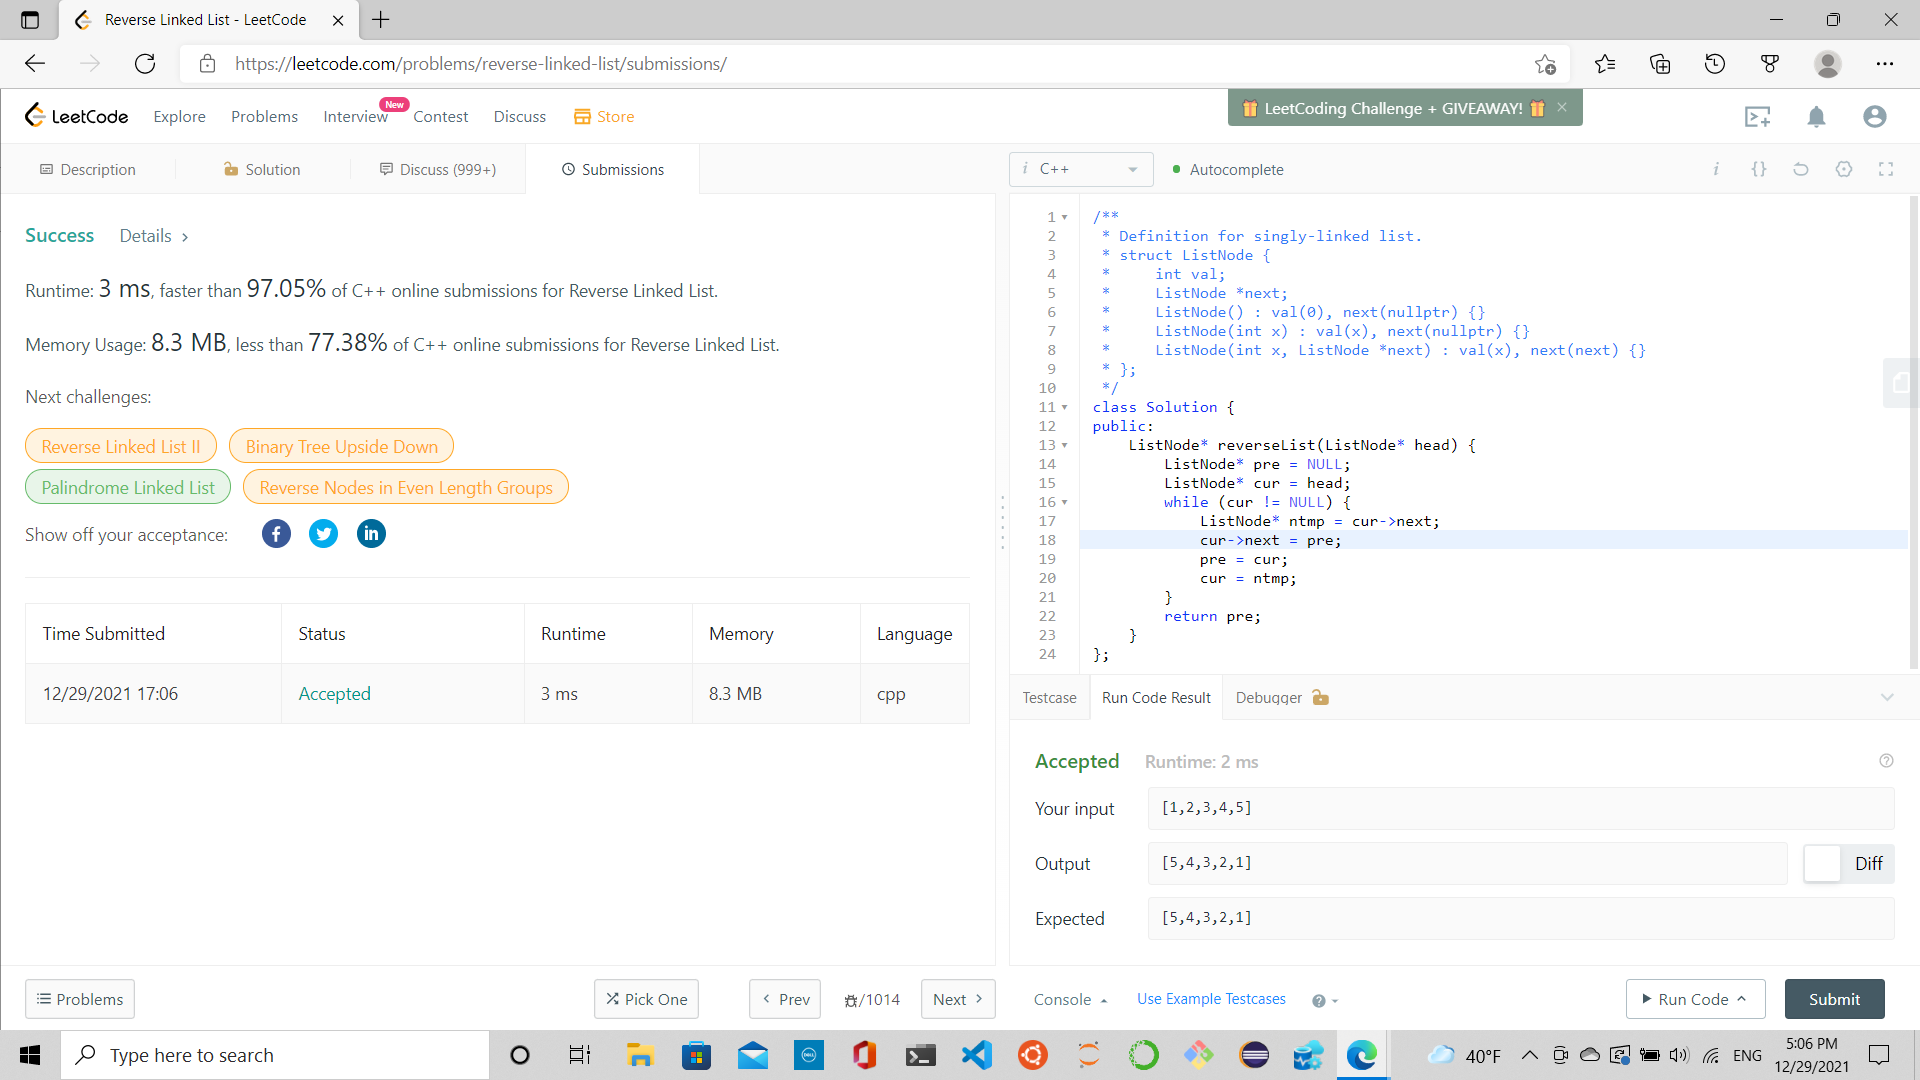 Reverse Linked List - LeetCode
https://leetcode.com/problems/reverse-linked-list/submissions/
LeetCode Explore Problems Interview New Contest Discuss Store
LeetCoding Challenge + GIVEAWAY!
Description Solution Discuss (999+) Submissions
Success Details >
Runtime: 3 ms, faster than 97.05% of C++ online submissions for Reverse Linked List.
Memory Usage: 8.3 MB, less than 77.38% of C++ online submissions for Reverse Linked List.
Next challenges:
Reverse Linked List II Binary Tree Upside Down
Palindrome Linked List Reverse Nodes in Even Length Groups
Show off your acceptance:
Time Submitted Status Runtime Memory Language
12/29/2021 17:06 Accepted 3 ms 8.3 MB cpp
Problems Pick One < Prev /1014 Next >
i C++ Autocomplete i {}
1 /**
2  * Definition for singly-linked list.
3  * struct ListNode {
4  *     int val;
5  *     ListNode *next;
6  *     ListNode() : val(0), next(nullptr) {}
7  *     ListNode(int x) : val(x), next(nullptr) {}
8  *     ListNode(int x, ListNode *next) : val(x), next(next) {}
9  * };
10  */
11 class Solution {
12 public:
13     ListNode* reverseList(ListNode* head) {
14         ListNode* pre = NULL;
15         ListNode* cur = head;
16         while (cur != NULL) {
17             ListNode* ntmp = cur->next;
18             cur->next = pre;
19             pre = cur;
20             cur = ntmp;
21         }
22         return pre;
23     }
24 };
Testcase Run Code Result Debugger
Accepted Runtime: 2 ms
Your input [1,2,3,4,5]
Output [5,4,3,2,1] Diff
Expected [5,4,3,2,1]
Console Use Example Testcases Run Code Submit
Type here to search
DELL
40°F ENG
5:06 PM
12/29/2021